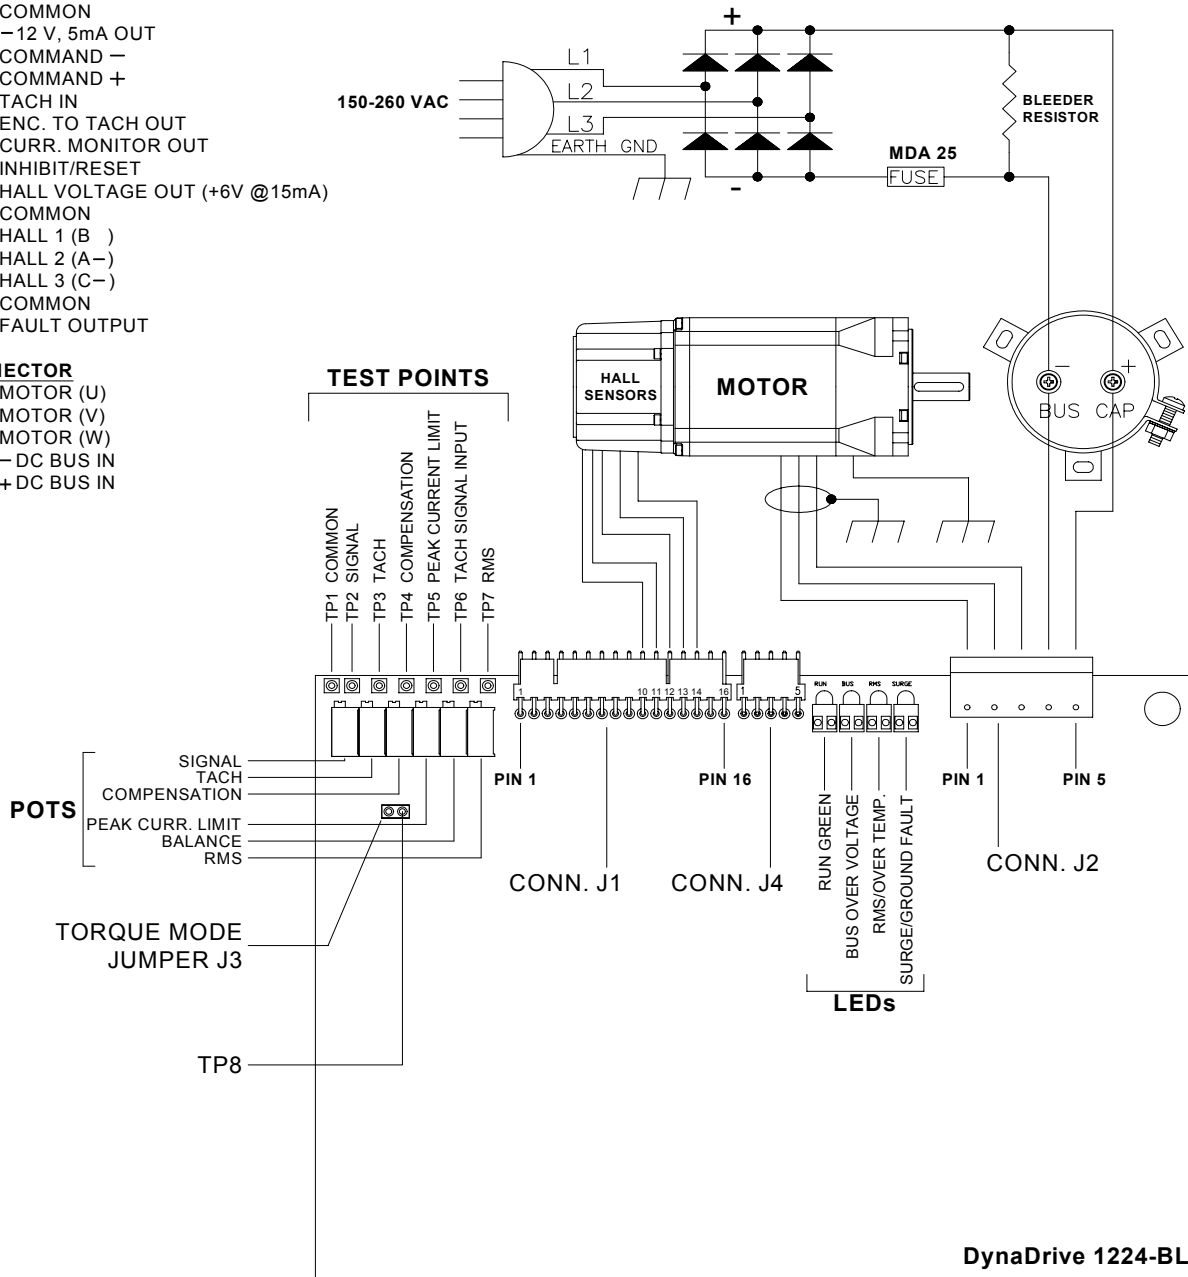 COMMON
−12 V, 5mA OUT
COMMAND −
COMMAND +
TACH IN
ENC. TO TACH OUT
CURR. MONITOR OUT
INHIBIT/RESET
HALL VOLTAGE OUT (+6V @15mA)
COMMON
HALL 1 (B )
HALL 2 (A−)
HALL 3 (C−)
COMMON
FAULT OUTPUT
NECTOR
MOTOR (U)
MOTOR (V)
MOTOR (W)
− DC BUS IN
+ DC BUS IN
150-260 VAC
L1
L2
L3
EARTH GND
+
-
MDA 25
FUSE
BLEEDER
RESISTOR
HALL
SENSORS
MOTOR
− +
BUS CAP
TEST POINTS
TP1 COMMON
TP2 SIGNAL
TP3 TACH
TP4 COMPENSATION
TP5 PEAK CURRENT LIMIT
TP6 TACH SIGNAL INPUT
TP7 RMS
1 10 11 12 13 14 16
1 5
RUN BUS RMS SURGE
PIN 1
PIN 16
PIN 1
PIN 5
POTS
SIGNAL
TACH
COMPENSATION
PEAK CURR. LIMIT
BALANCE
RMS
CONN. J1
CONN. J4
CONN. J2
RUN GREEN
BUS OVER VOLTAGE
RMS/OVER TEMP.
SURGE/GROUND FAULT
LEDs
TORQUE MODE
JUMPER J3
TP8
DynaDrive 1224-BL